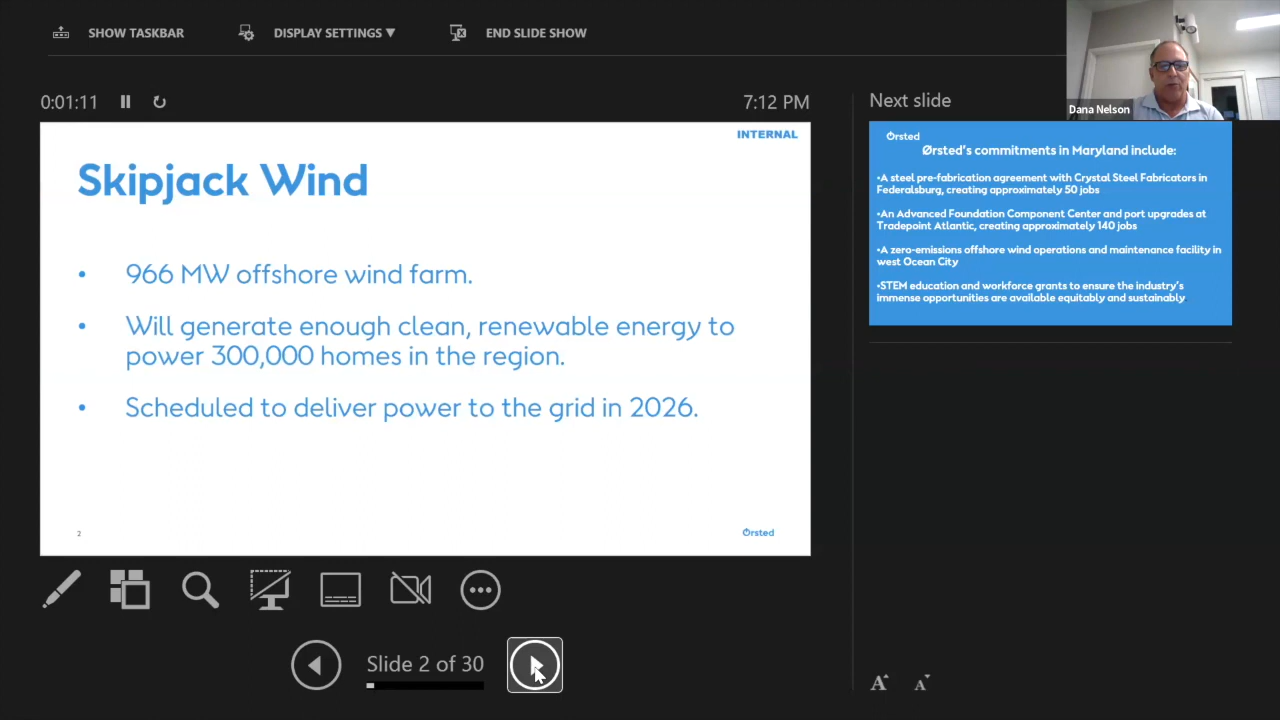 SHOW TASKBAR
DISPLAY SETTINGS ▼
END SLIDE SHOW
0:01:11
7:12 PM
Next slide
Dana Nelson
INTERNAL
Skipjack Wind
• 966 MW offshore wind farm.
• Will generate enough clean, renewable energy to
power 300,000 homes in the region.
• Scheduled to deliver power to the grid in 2026.
2
Ørsted
Ørsted
Ørsted's commitments in Maryland include:
•A steel pre-fabrication agreement with Crystal Steel Fabricators in
Federalsburg, creating approximately 50 jobs
•An Advanced Foundation Component Center and port upgrades at
Tradepoint Atlantic, creating approximately 140 jobs
•A zero-emissions offshore wind operations and maintenance facility in
west Ocean City
•STEM education and workforce grants to ensure the industry's
immense opportunities are available equitably and sustainably
Slide 2 of 30
A A